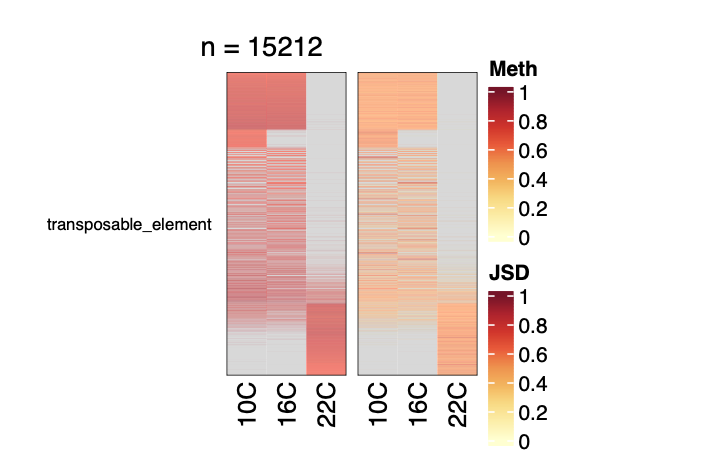 n = 15212
transposable_element
10C
16C
22C
10C
16C
22C
Meth
1
0.8
0.6
0.4
0.2
0
JSD
1
0.8
0.6
0.4
0.2
0